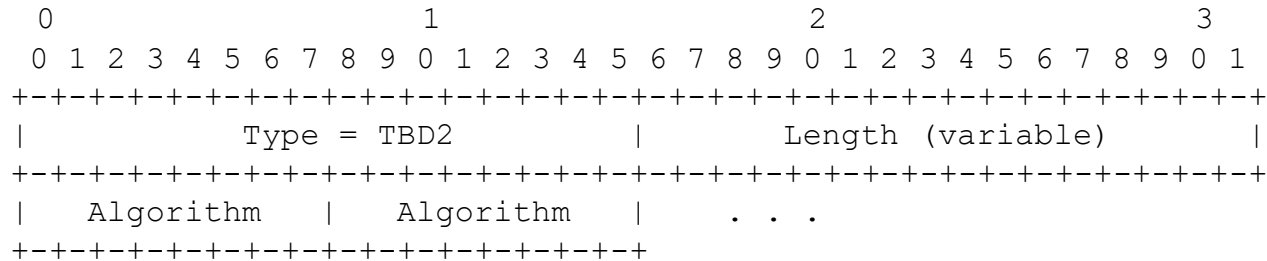 0                   1                   2                   3
 0 1 2 3 4 5 6 7 8 9 0 1 2 3 4 5 6 7 8 9 0 1 2 3 4 5 6 7 8 9 0 1
+-+-+-+-+-+-+-+-+-+-+-+-+-+-+-+-+-+-+-+-+-+-+-+-+-+-+-+-+-+-+-+-+
|           Type = TBD2         |       Length (variable)       |
+-+-+-+-+-+-+-+-+-+-+-+-+-+-+-+-+-+-+-+-+-+-+-+-+-+-+-+-+-+-+-+-+
|   Algorithm   |   Algorithm   |    . . .
+-+-+-+-+-+-+-+-+-+-+-+-+-+-+-+-+